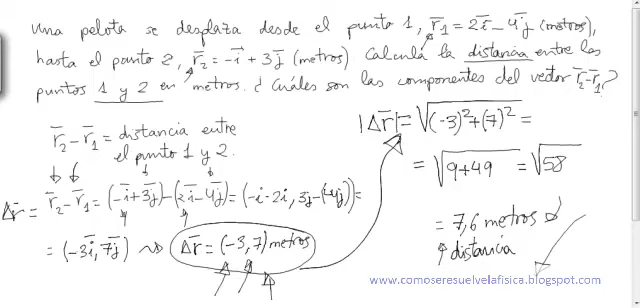 Una pelota se desplaza desde el punto 1, r̄₁=2ī-4j̄ (metros),
hasta el punto 2, r̄₂=-ī+3j̄ (metros) Calcula la distancia entre los
puntos 1 y 2 en metros. ¿Cuáles son las componentes del vector r̄₂-r̄₁?
r̄₂-r̄₁ = distancia entre
el punto 1 y 2.
Δr̄ = r̄₂-r̄₁ = (-ī+3j̄)-(2ī-4j̄) = (-i-2i, 3j-(-4j)) =
= (-3ī, 7j̄) ⇝ Δr̄ = (-3,7) metros
|Δr̄| = √(-3)²+(7)² =
= √9+49 = √58
= 7,6 metros
distancia
www.comoseresuelvelafisica.blogspot.com